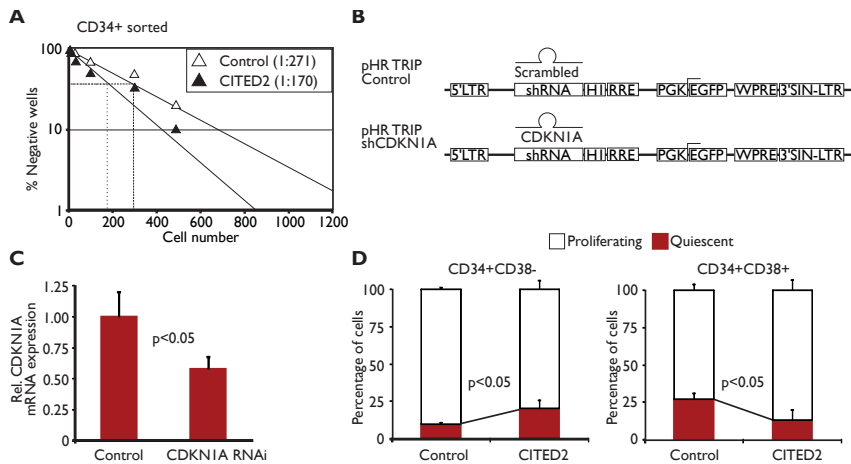 A
CD34+ sorted
100
10
1
% Negative wells
Control (1:271)
CITED2 (1:170)
0 200 400 600 800 1000 1200
Cell number
B
pHR TRIP
Control
Scrambled
5'LTR shRNA HI RRE PGK EGFP WPRE 3'SIN-LTR
pHR TRIP
shCDKN1A
CDKN1A
5'LTR shRNA HI RRE PGK EGFP WPRE 3'SIN-LTR
C
Rel. CDKN1A
mRNA expression
1.25
1.00
0.75
0.50
0.25
0.00
p<0.05
Control CDKN1A RNAi
Proliferating Quiescent
D
CD34+CD38-
Percentage of cells
100
75
50
25
0
p<0.05
Control CITED2
CD34+CD38+
Percentage of cells
100
75
50
25
0
p<0.05
Control CITED2